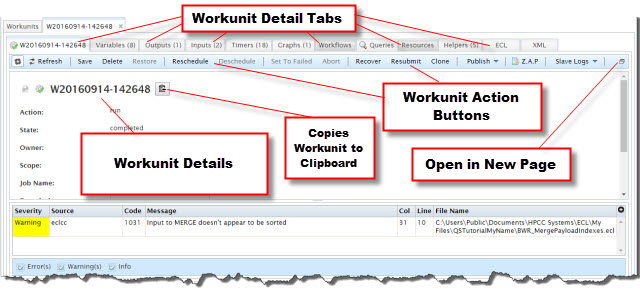 Workunit Detail Tabs
Workunits W20160914-142648
W20160914-142648 Variables (8) Outputs (1) Inputs (2) Timers (18) Graphs (1) Workflows Queries Resources Helpers (5) ECL XML
Refresh Save Delete Restore Reschedule Deschedule Set To Failed Abort Recover Resubmit Clone Publish Z.A.P Slave Logs
W20160914-142648
Workunit Action
Buttons
Action: run
State: completed
Owner:
Scope:
Job Name:
Workunit Details
Copies
Workunit to
Clipboard
Open in New Page
Severity Source Code Message Col Line File Name
Warning eclcc 1031 Input to MERGE doesn't appear to be sorted 31 10 C:\Users\Public\Documents\HPCC Systems\ECL\My
Files\QSTutorialMyName\BWR_MergePayloadIndexes.ecl
Error(s) Warning(s) Info